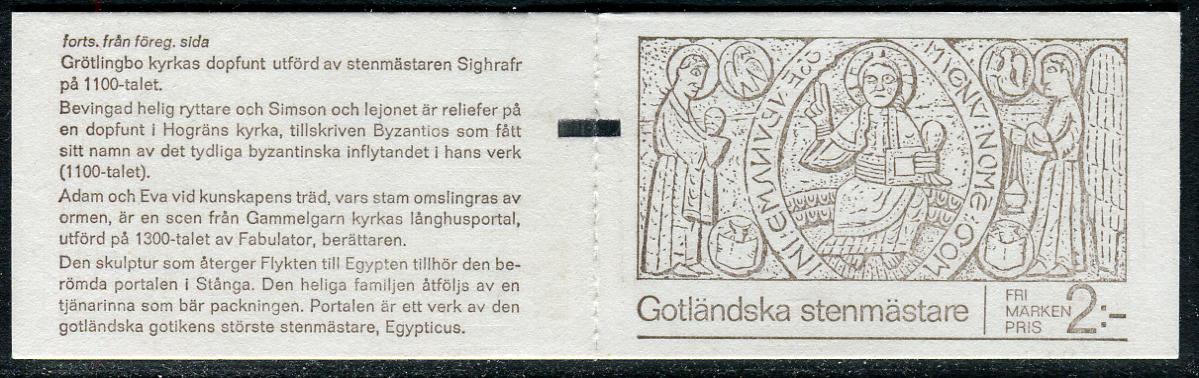 forts. från föreg. sida
Grötlingbo kyrkas dopfunt utförd av stenmästaren Sighrafr
på 1100-talet.
Bevingad helig ryttare och Simson och lejonet är reliefer på
en dopfunt i Hogräns kyrka, tillskriven Byzantios som fått
sitt namn av det tydliga byzantinska inflytandet i hans verk
(1100-talet).
Adam och Eva vid kunskapens träd, vars stam omslingras av
ormen, är en scen från Gammelgarn kyrkas långhusportal,
utförd på 1300-talet av Fabulator, berättaren.
Den skulptur som återger Flykten till Egypten tillhör den be-
römda portalen i Stånga. Den heliga familjen åtföljs av en
tjänarinna som bär packningen. Portalen är ett verk av den
gotländska gotikens störste stenmästare, Egypticus.
Gotländska stenmästare
FRI
MARKEN
PRIS
2:-